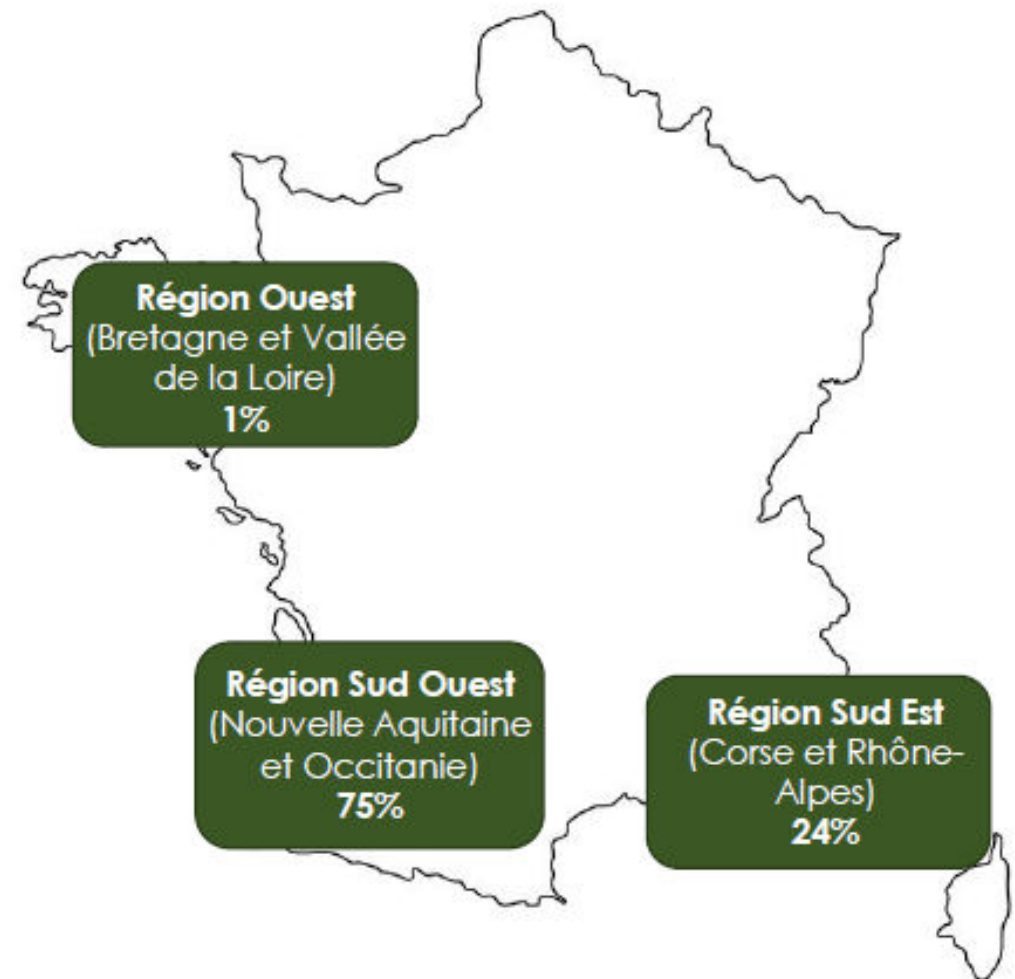 Région Ouest
(Bretagne et Vallée
de la Loire)
1%
Région Sud Ouest
(Nouvelle Aquitaine
et Occitanie)
75%
Région Sud Est
(Corse et Rhône-
Alpes)
24%